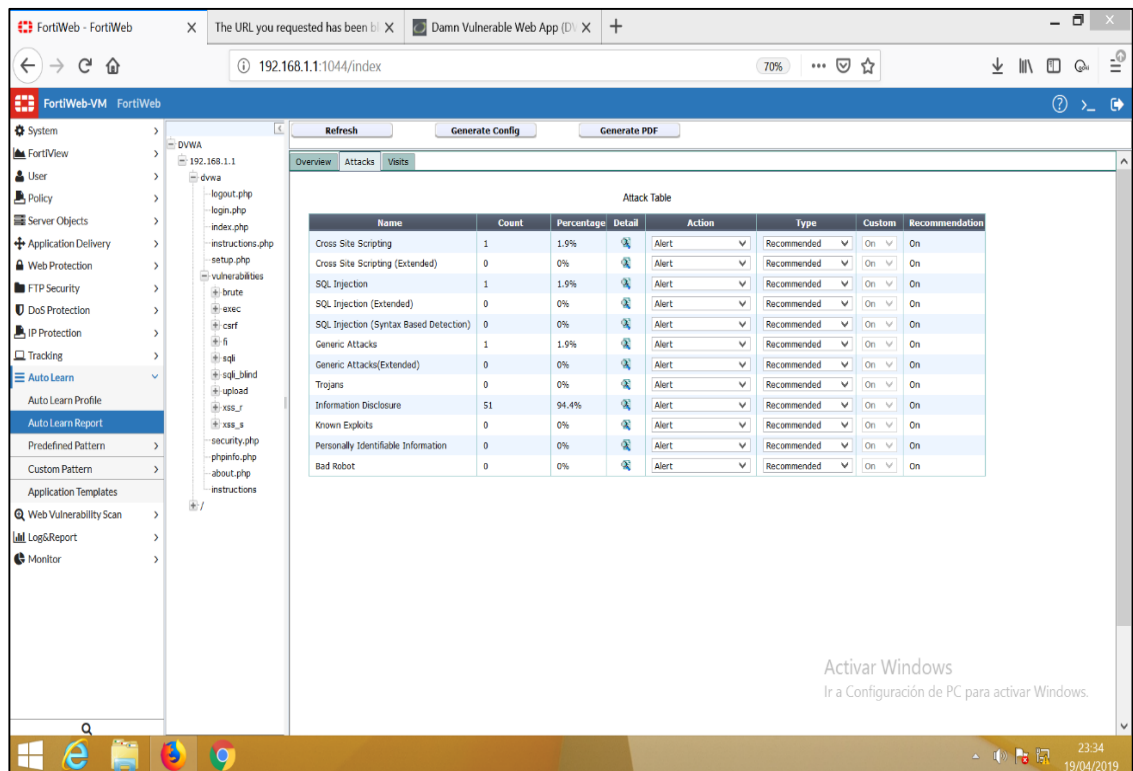 FortiWeb - FortiWeb
The URL you requested has been bl
Damn Vulnerable Web App (DV
192.168.1.1:1044/index
70%
FortiWeb-VM FortiWeb
System
FortiView
User
Policy
Server Objects
Application Delivery
Web Protection
FTP Security
DoS Protection
IP Protection
Tracking
Auto Learn
Auto Learn Profile
Auto Learn Report
Predefined Pattern
Custom Pattern
Application Templates
Web Vulnerability Scan
Log&Report
Monitor
DVWA
192.168.1.1
dvwa
logout.php
login.php
index.php
instructions.php
setup.php
vulnerabilities
brute
exec
csrf
fi
sqli
sqli_blind
upload
xss_r
xss_s
security.php
phpinfo.php
about.php
instructions
/
Refresh Generate Config Generate PDF
Overview Attacks Visits
Attack Table
Name Count Percentage Detail Action Type Custom Recommendation
Cross Site Scripting 1 1.9% Alert Recommended On On
Cross Site Scripting (Extended) 0 0% Alert Recommended On On
SQL Injection 1 1.9% Alert Recommended On On
SQL Injection (Extended) 0 0% Alert Recommended On On
SQL Injection (Syntax Based Detection) 0 0% Alert Recommended On On
Generic Attacks 1 1.9% Alert Recommended On On
Generic Attacks(Extended) 0 0% Alert Recommended On On
Trojans 0 0% Alert Recommended On On
Information Disclosure 51 94.4% Alert Recommended On On
Known Exploits 0 0% Alert Recommended On On
Personally Identifiable Information 0 0% Alert Recommended On On
Bad Robot 0 0% Alert Recommended On On
Activar Windows
Ir a Configuración de PC para activar Windows.
23:34
19/04/2019